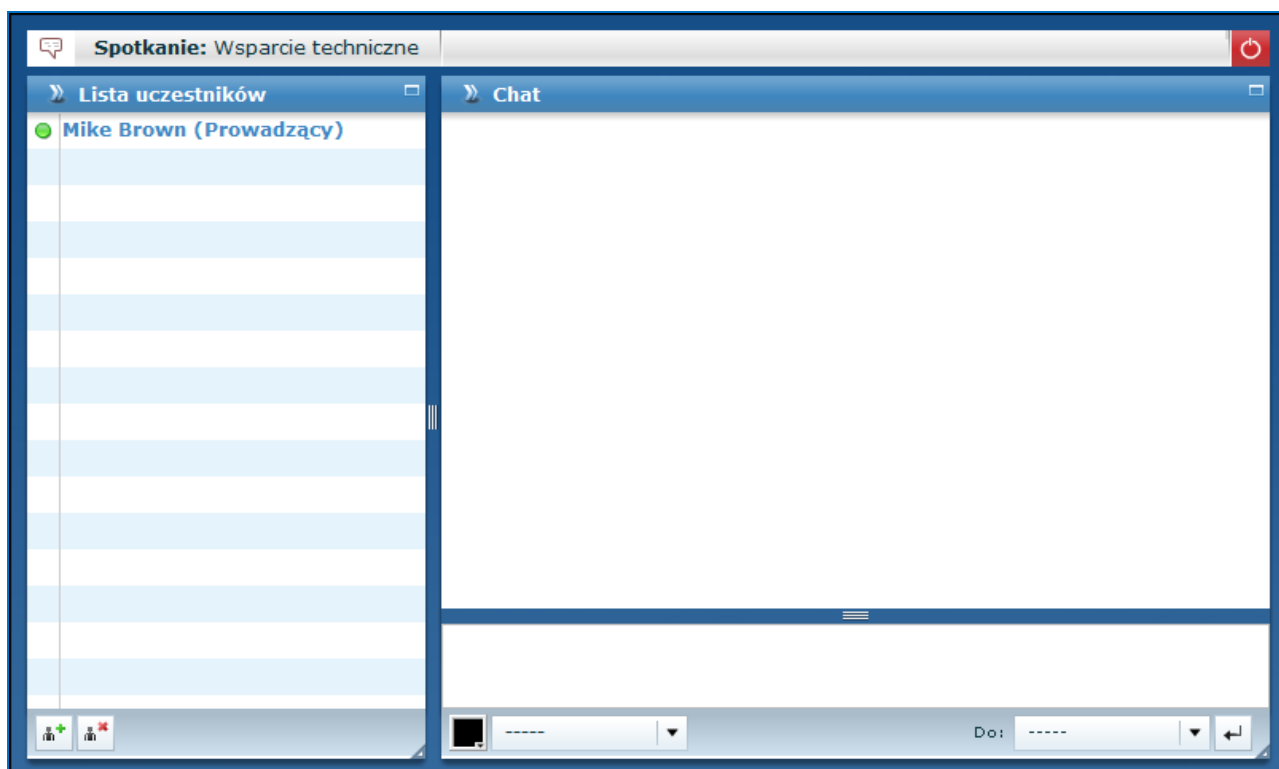 Spotkanie: Wsparcie techniczne
Lista uczestników
Chat
Mike Brown (Prowadzący)
-----
Do: -----